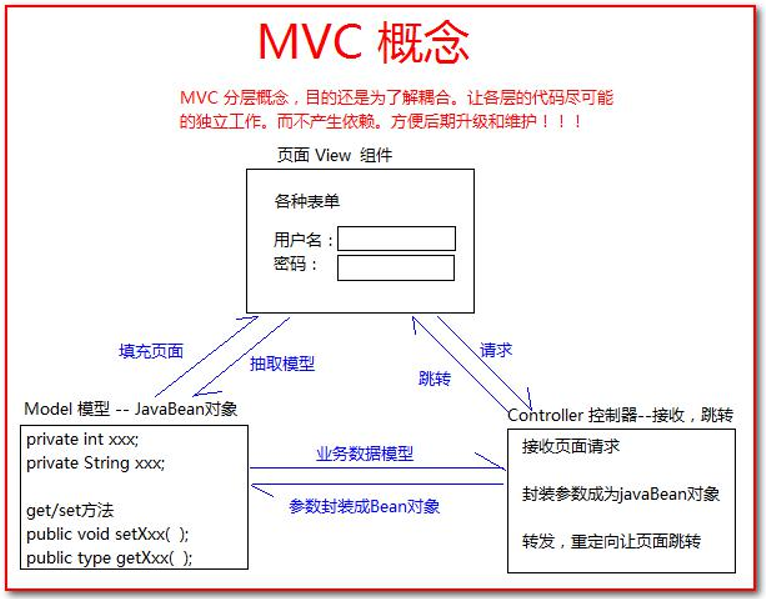 MVC 概念
MVC 分层概念，目的还是为了解耦合。让各层的代码尽可能
的独立工作。而不产生依赖。方便后期升级和维护！！！
页面 View 组件
各种表单
用户名：
密码：
填充页面
抽取模型
跳转
请求
Model 模型 -- JavaBean对象
private int xxx;
private String xxx;
get/set方法
public void setXxx( );
public type getXxx( );
业务数据模型
参数封装成Bean对象
Controller 控制器--接收，跳转
接收页面请求
封装参数成为javaBean对象
转发，重定向让页面跳转